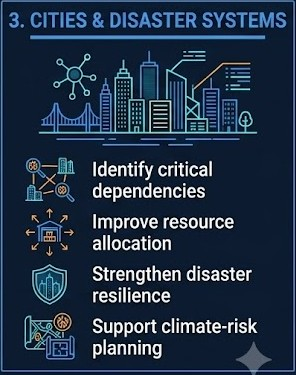 3. CITIES & DISASTER SYSTEMS
Identify critical
dependencies
Improve resource
allocation
Strengthen disaster
resilience
Support climate-risk
planning